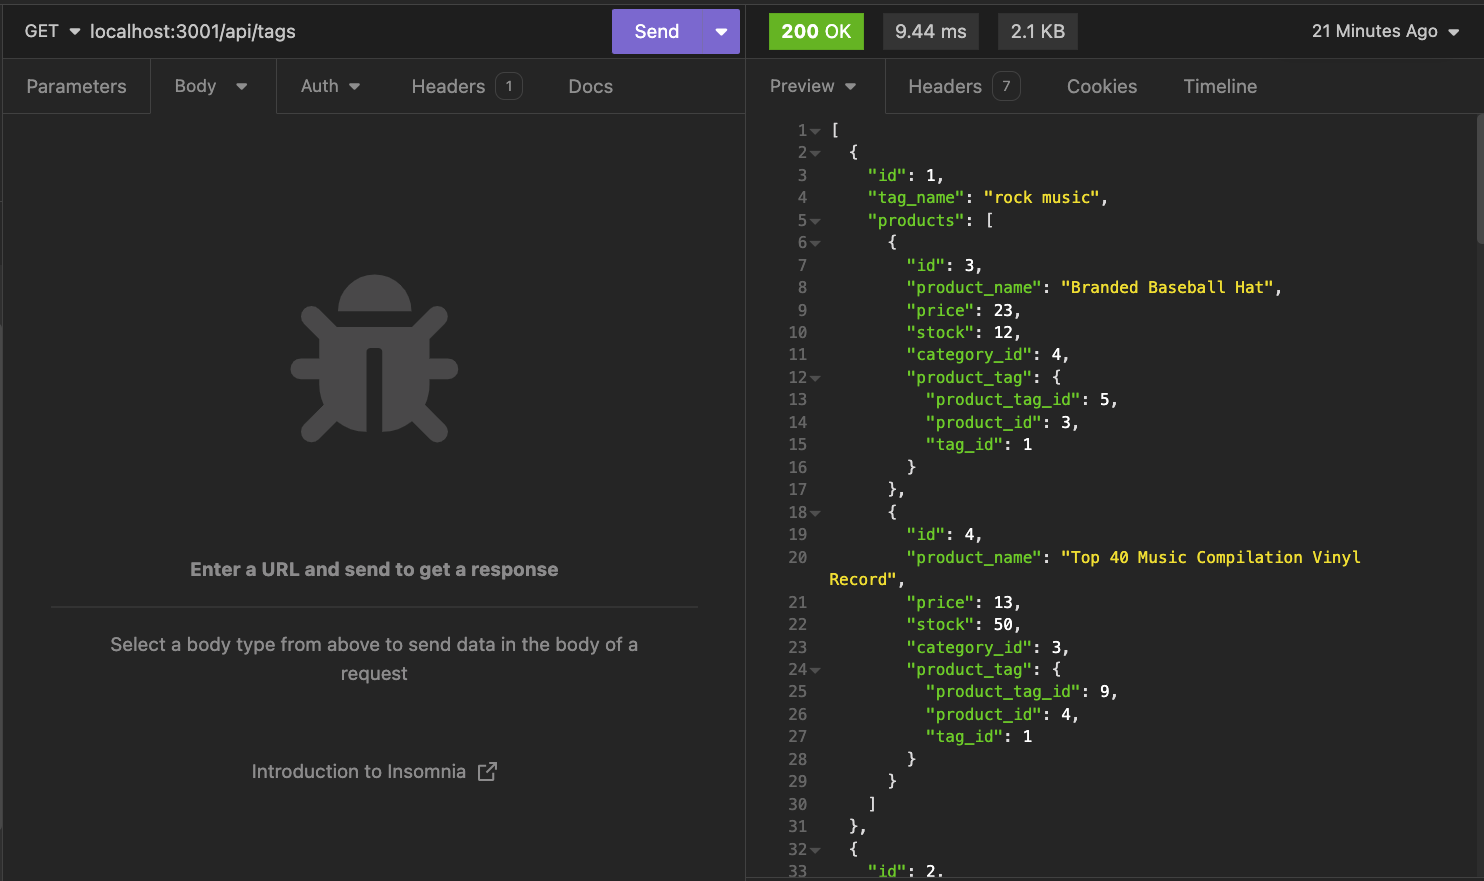 GET localhost:3001/api/tags Send 200 OK 9.44 ms 2.1 KB 21 Minutes Ago
Parameters Body Auth Headers 1 Docs Preview Headers 7 Cookies Timeline
Enter a URL and send to get a response
Select a body type from above to send data in the body of a
request
Introduction to Insomnia
1 [
2 {
3 "id": 1,
4 "tag_name": "rock music",
5 "products": [
6 {
7 "id": 3,
8 "product_name": "Branded Baseball Hat",
9 "price": 23,
10 "stock": 12,
11 "category_id": 4,
12 "product_tag": {
13 "product_tag_id": 5,
14 "product_id": 3,
15 "tag_id": 1
16 }
17 },
18 {
19 "id": 4,
20 "product_name": "Top 40 Music Compilation Vinyl
Record",
21 "price": 13,
22 "stock": 50,
23 "category_id": 3,
24 "product_tag": {
25 "product_tag_id": 9,
26 "product_id": 4,
27 "tag_id": 1
28 }
29 }
30 ]
31 },
32 {
33 "id": 2,